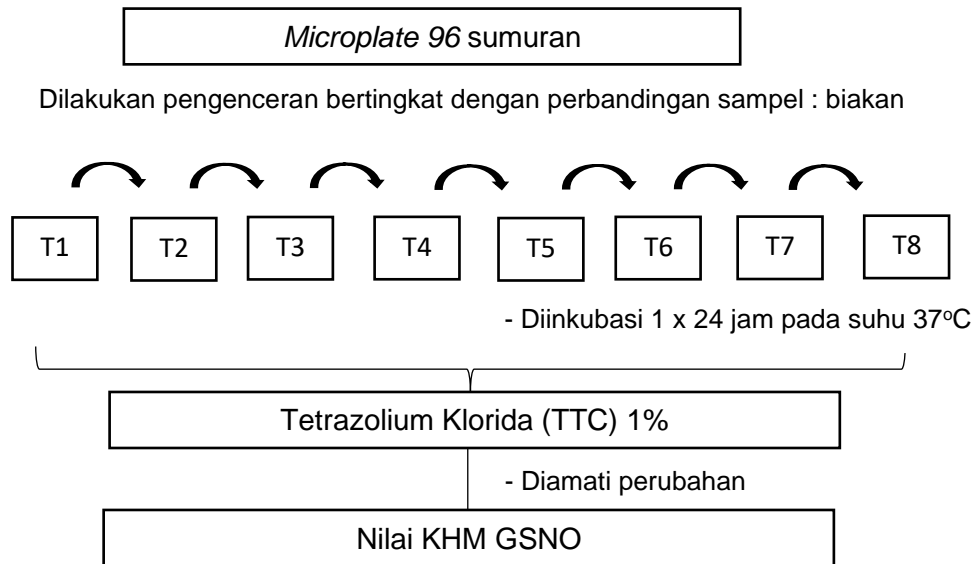 Microplate 96 sumuran
Dilakukan pengenceran bertingkat dengan perbandingan sampel : biakan
T1 T2 T3 T4 T5 T6 T7 T8
- Diinkubasi 1 x 24 jam pada suhu 37°C
Tetrazolium Klorida (TTC) 1%
- Diamati perubahan
Nilai KHM GSNO